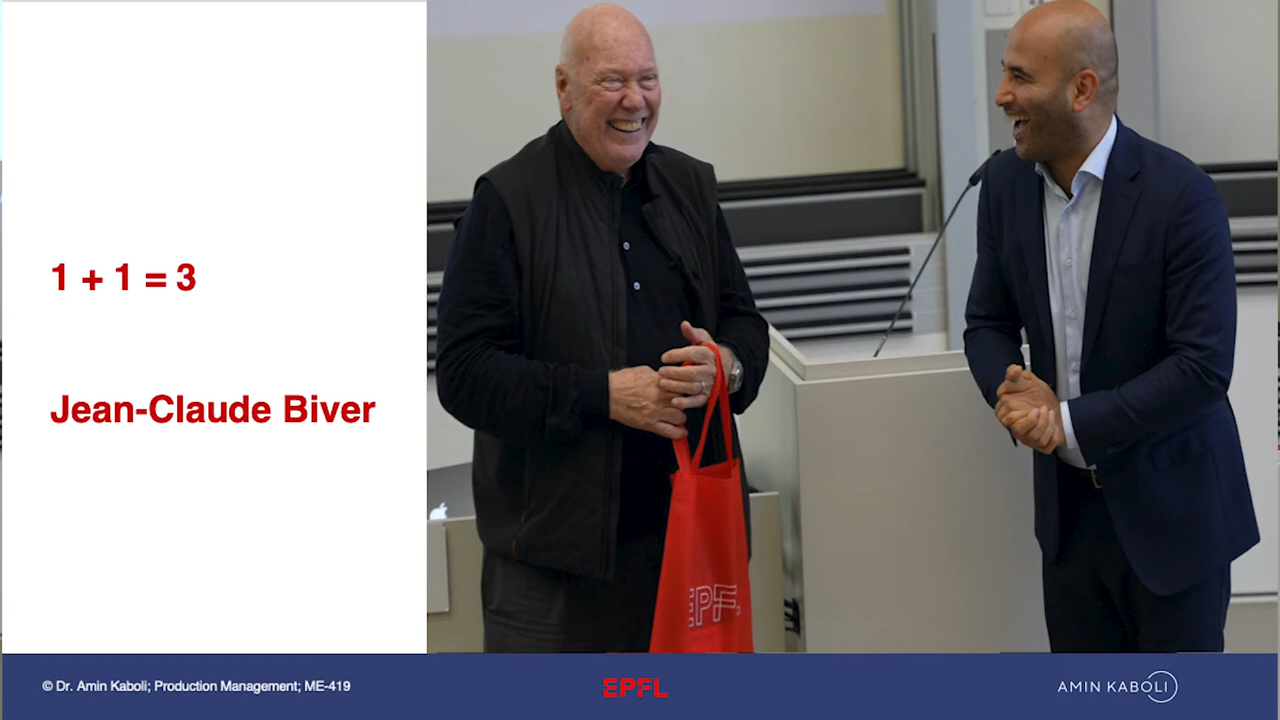 1 + 1 = 3
Jean-Claude Biver
EPFL
© Dr. Amin Kaboli; Production Management; ME-419
EPFL
AMIN KABOLI